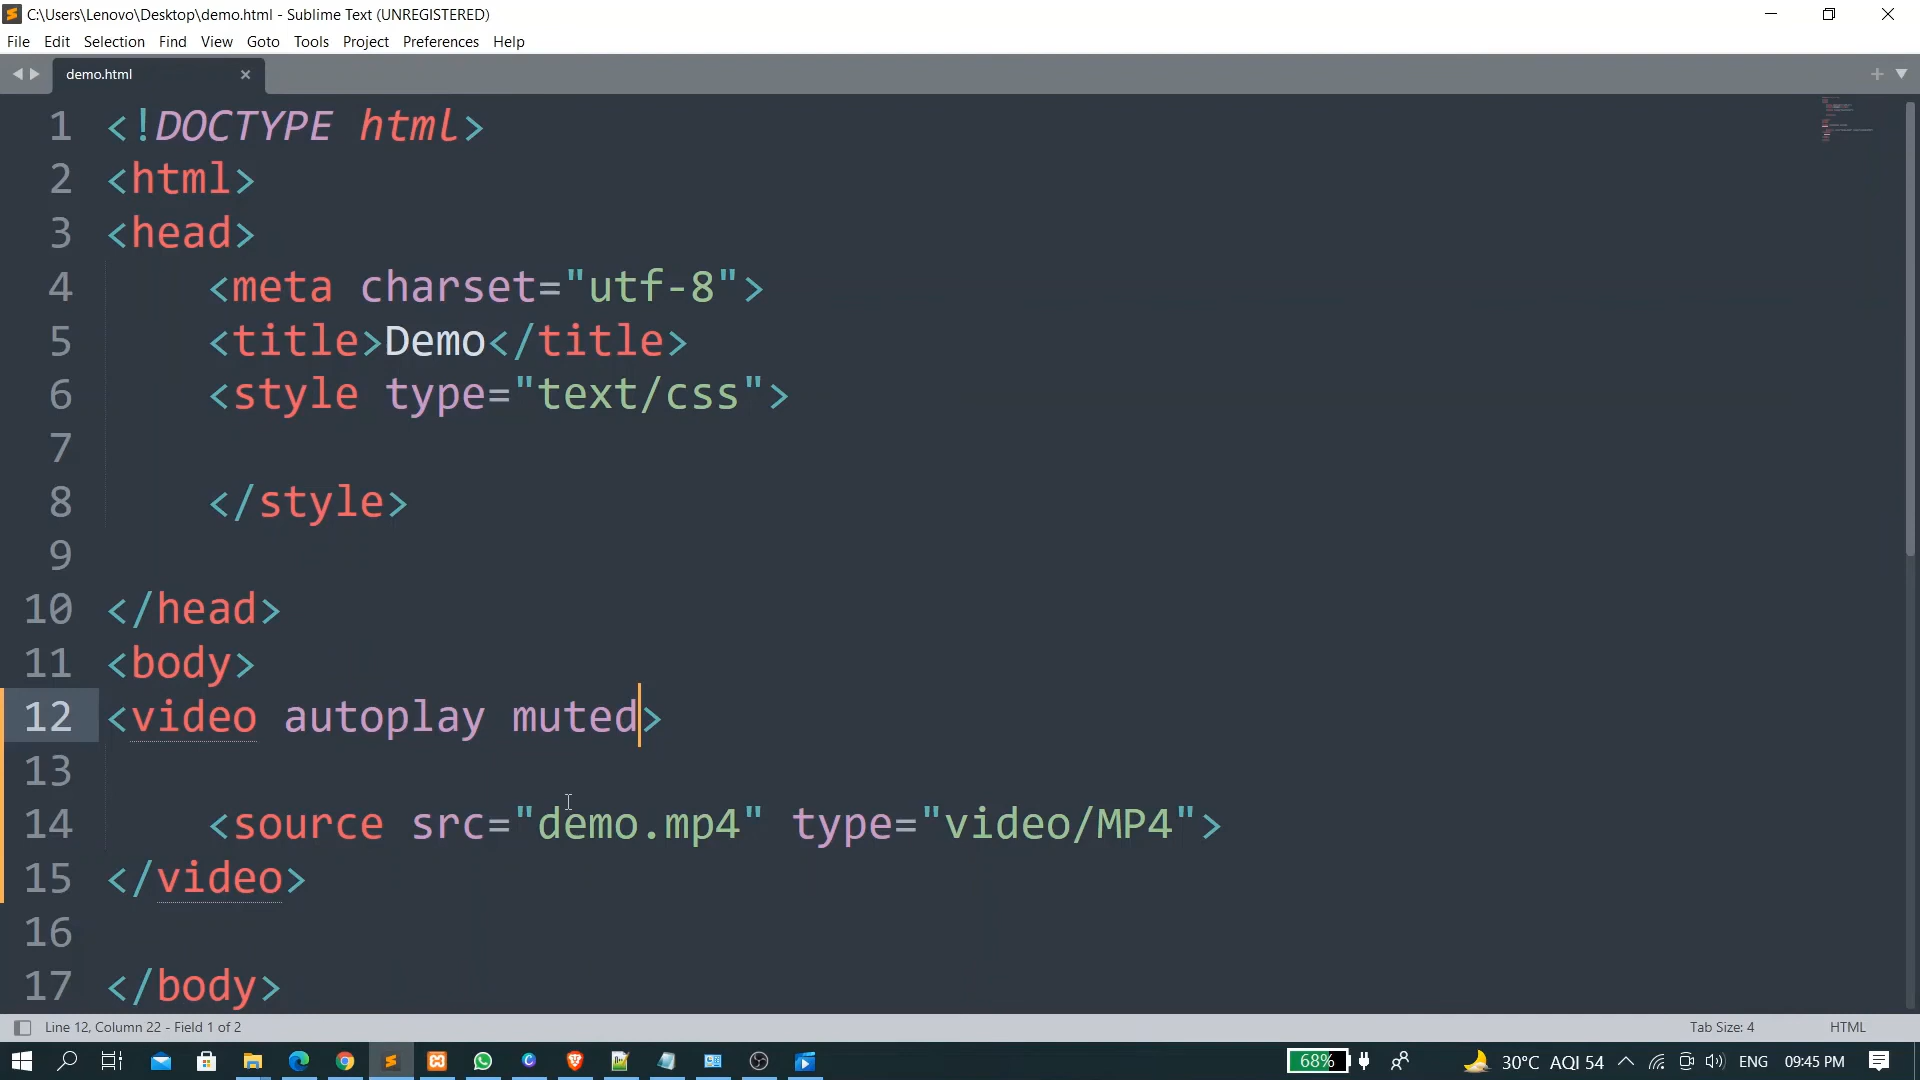 C:\Users\Lenovo\Desktop\demo.html - Sublime Text (UNREGISTERED)
File Edit Selection Find View Goto Tools Project Preferences Help
demo.html
1 <!DOCTYPE html>
2 <html>
3 <head>
4 <meta charset="utf-8">
5 <title>Demo</title>
6 <style type="text/css">
7
8 </style>
9
10 </head>
11 <body>
12 <video autoplay muted>
13
14 <source src="demo.mp4" type="video/MP4">
15 </video>
16
17 </body>
Line 12, Column 22 - Field 1 of 2 Tab Size: 4 HTML
68% 30°C AQI 54 ENG 09:45 PM